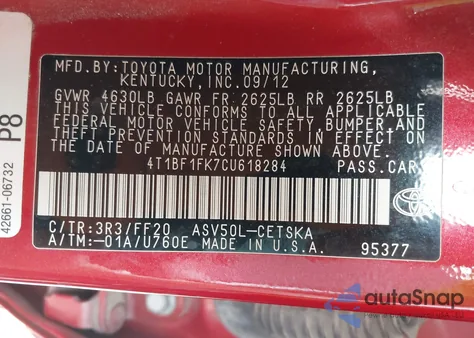 MFD.BY: TOYOTA MOTOR MANUFACTURING,
KENTUCKY, INC.09/12
GVWR 4630LB GAWR FR 2625LB RR 2625LB
THIS VEHICLE CONFORMS TO ALL APPLICABLE
FEDERAL MOTOR VEHICLE SAFETY, BUMPER, AND
THEFT PREVENTION STANDARDS IN EFFECT ON
THE DATE OF MANUFACTURE SHOWN ABOVE.
4T1BF1FK7CU618284 PASS.CAR
C/TR:3R3/FF20 ASV50L-CETSKA
A/TM:-01A/U760E MADE IN U.S.A. 95377
42661-06732 P8
autoSnap